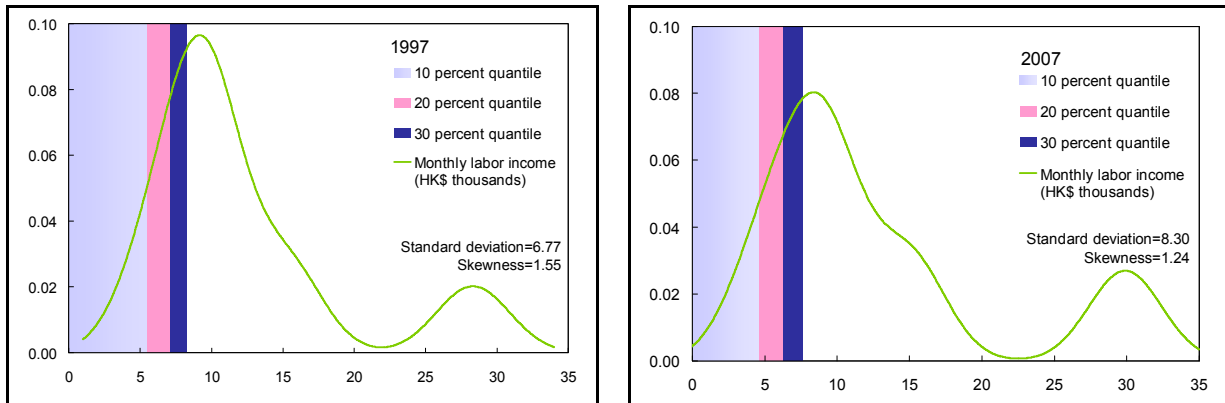 1997
10 percent quantile
20 percent quantile
30 percent quantile
Monthly labor income
(HK$ thousands)
Standard deviation=6.77
Skewness=1.55
0.10
0.08
0.06
0.04
0.02
0.00
0 5 10 15 20 25 30 35
2007
10 percent quantile
20 percent quantile
30 percent quantile
Monthly labor income
(HK$ thousands)
Standard deviation=8.30
Skewness=1.24
0.10
0.08
0.06
0.04
0.02
0.00
0 5 10 15 20 25 30 35